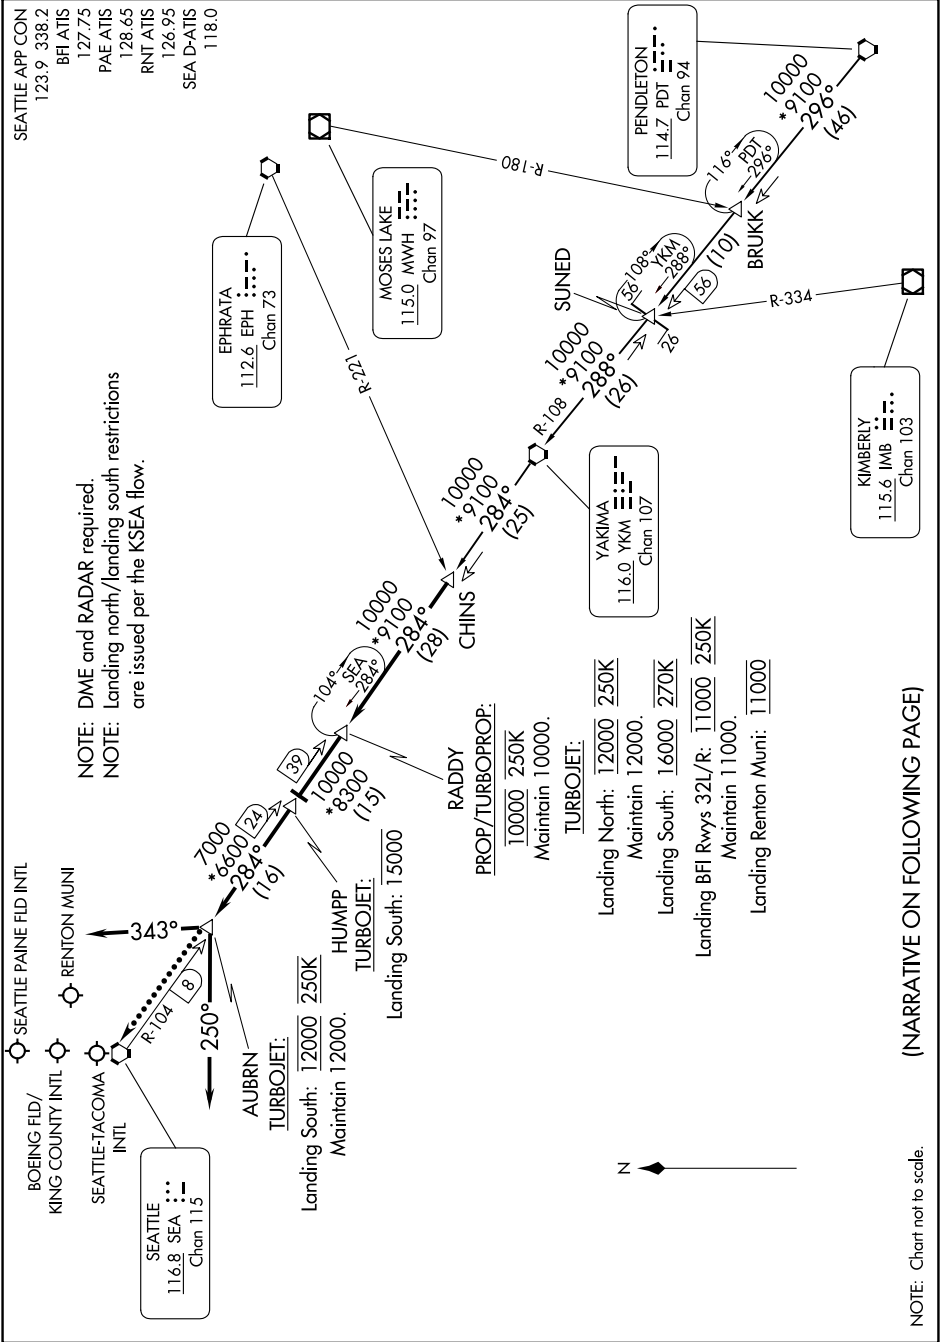 SEATTLE APP CON
123.9 338.2
BFI ATIS
127.75
PAE ATIS
128.65
RNT ATIS
126.95
SEA D-ATIS
118.0
NOTE: DME and RADAR required.
NOTE: Landing north/landing south restrictions
are issued per the KSEA flow.
SEATTLE PAINE FLD INTL
BOEING FLD/
KING COUNTY INTL
RENTON MUNI
SEATTLE-TACOMA
INTL
SEATTLE
116.8 SEA
Chan 115
R-104
8
343°
250°
AUBRN
TURBOJET:
Landing South: 12000 250K
Maintain 12000.
7000
*6600
284°
(16)
24
HUMPP
TURBOJET:
Landing South: 15000
39
10000
*8300
(15)
104°
SEA
284°
RADDY
PROP/TURBOPROP:
10000 250K
Maintain 10000.
TURBOJET:
Landing North: 12000 250K
Maintain 12000.
Landing South: 16000 270K
Landing BFI Rwys 32L/R: 11000 250K
Maintain 11000.
Landing Renton Muni: 11000
10000
*9100
284°
(28)
CHINS
EPHRATA
112.6 EPH
Chan 73
R-221
10000
*9100
284°
(25)
YAKIMA
116.0 YKM
Chan 107
R-108
10000
*9100
288°
(26)
SUNED
56
108°
YKM
288°
26
56
(10)
MOSES LAKE
115.0 MWH
Chan 97
R-180
KIMBERLY
115.6 IMB
Chan 103
R-334
BRUKK
116°
PDT
296°
10000
*9100
296°
(46)
PENDLETON
114.7 PDT
Chan 94
N
(NARRATIVE ON FOLLOWING PAGE)
NOTE: Chart not to scale.